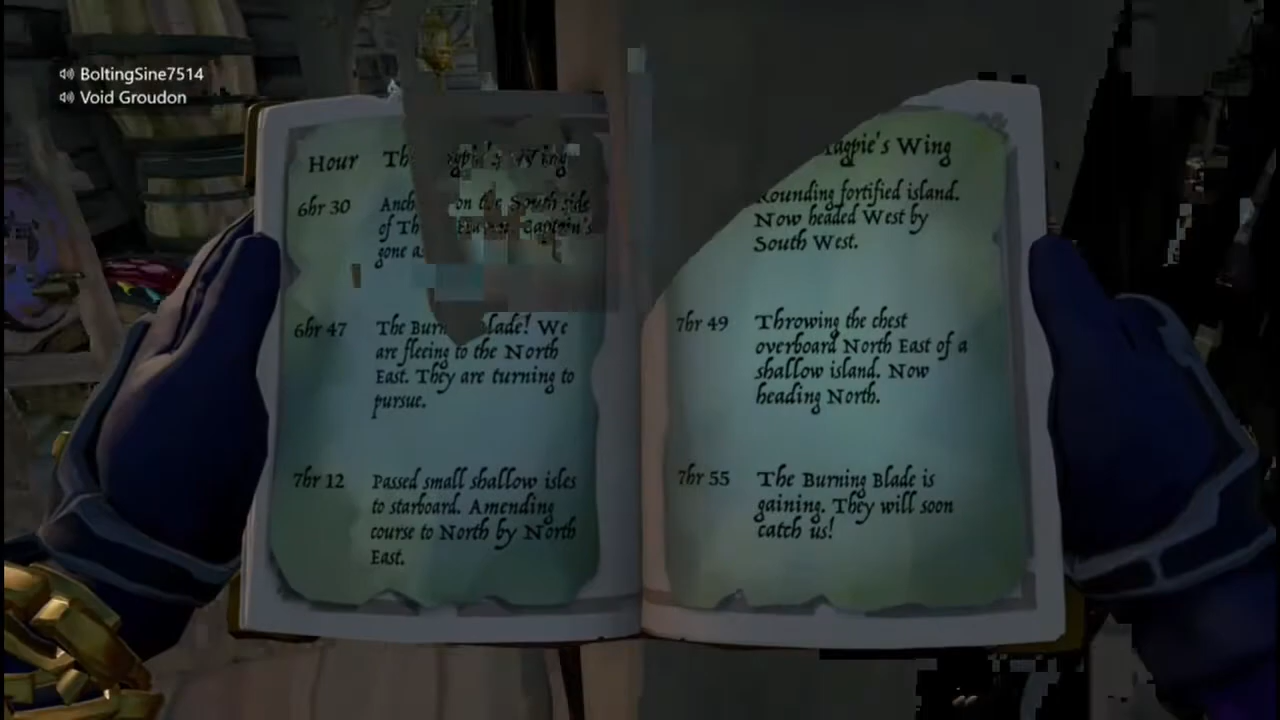 BoltingSine7514
Void Groudon
Hour
6hr 30
on the South side
of
gone
6hr 47
The lade! We
are fleeing to the North
East. They are turning to
pursue.
7hr 12 Passed small shallow isles
to starboard. Amending
course to North by North
East.
agpie's Wing
Rounding fortified island.
Now headed West by
South West.
7hr 49 Throwing the chest
overboard North East of a
shallow island. Now
heading North.
7hr 55 The Burning Blade is
gaining. They will soon
catch us!